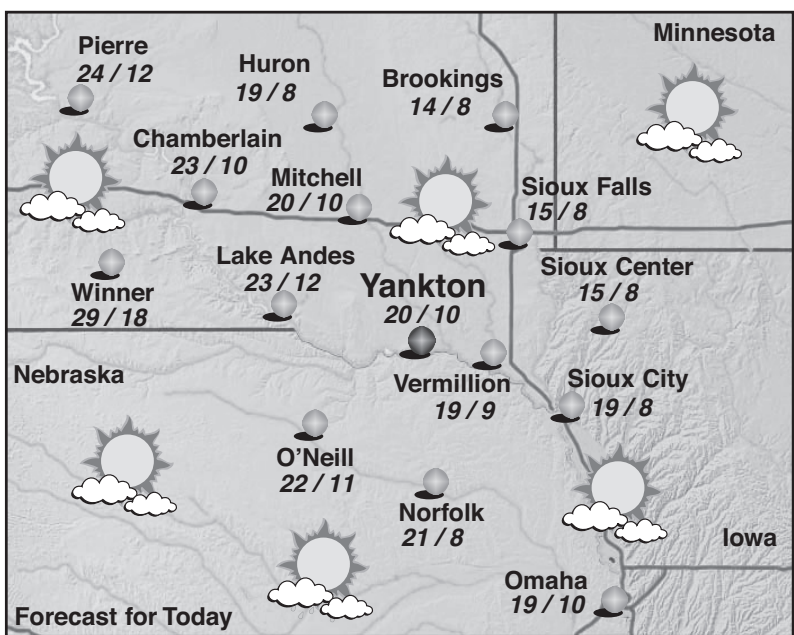 Minnesota
Pierre
24 / 12
Huron
19 / 8
Brookings
14 / 8
Chamberlain
23 / 10
Mitchell
20 / 10
Sioux Falls
15 / 8
Winner
29 / 18
Lake Andes
23 / 12
Yankton
20 / 10
Sioux Center
15 / 8
Nebraska
Vermillion
19 / 9
Sioux City
19 / 8
O'Neill
22 / 11
Norfolk
21 / 8
Iowa
Omaha
19 / 10
Forecast for Today